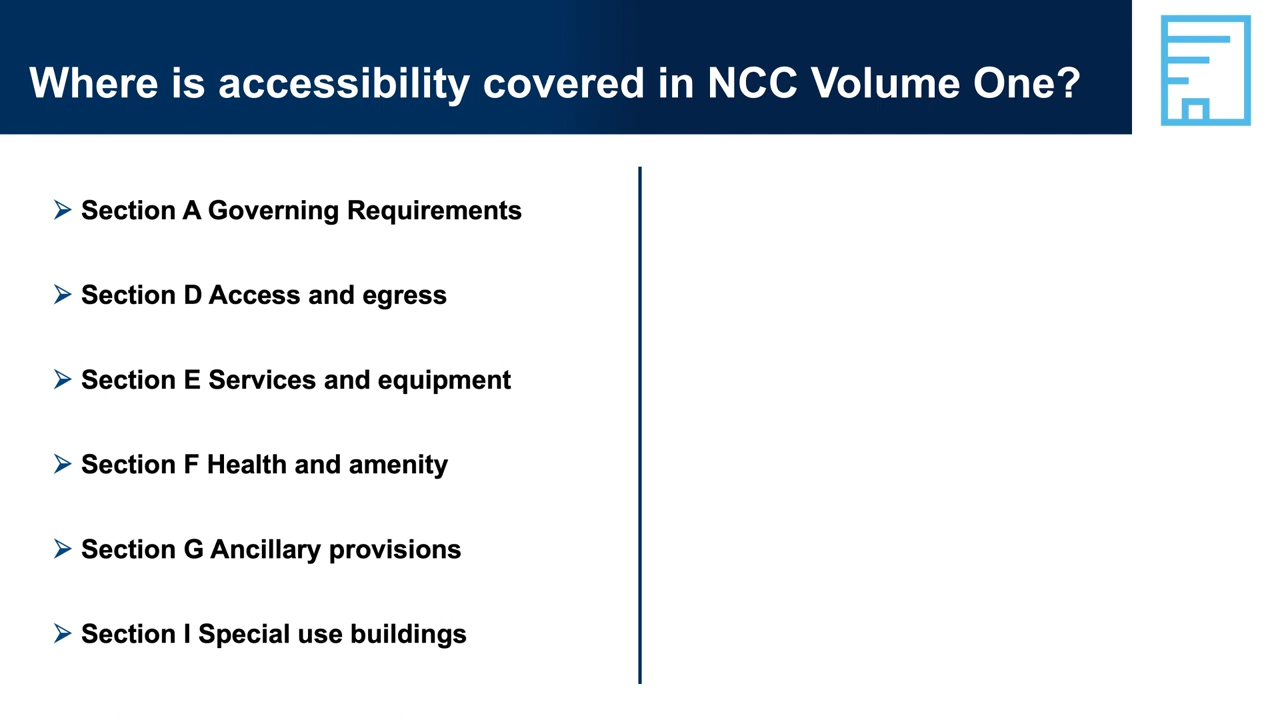 Where is accessibility covered in NCC Volume One?
Section A Governing Requirements
Section D Access and egress
Section E Services and equipment
Section F Health and amenity
Section G Ancillary provisions
Section I Special use buildings